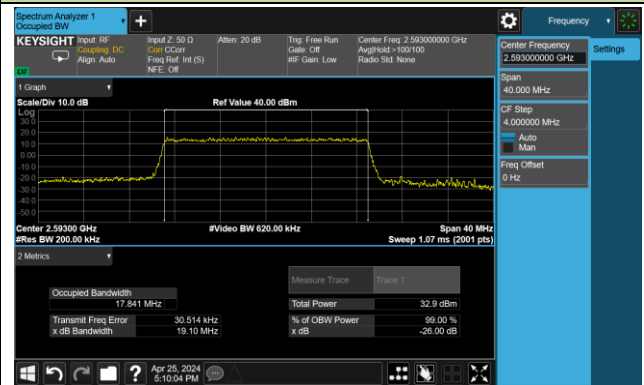 Spectrum Analyzer 1
Occupied BW
Frequency
KEYSIGHT
Input: RF
Coupling: DC
Align: Auto
Input Z: 50 Ω
Corr CCorr
Freq Ref: Int (S)
NFE: Off
Atten: 20 dB
Trig: Free Run
Gate: Off
#IF Gain: Low
Center Freq: 2.593000000 GHz
Avg|Hold:>100/100
Radio Std: None
Center Frequency
2.593000000 GHz
Settings
Span
40.000 MHz
CF Step
4.000000 MHz
Auto
Man
Freq Offset
0 Hz
1 Graph
Scale/Div 10.0 dB
Ref Value 40.00 dBm
Log
30.0
20.0
10.0
0.00
-10.0
-20.0
-30.0
-40.0
-50.0
Center 2.59300 GHz
#Video BW 620.00 kHz
Span 40 MHz
#Res BW 200.00 kHz
Sweep 1.07 ms (2001 pts)
2 Metrics
Measure Trace
Trace 1
Occupied Bandwidth
17.841 MHz
Total Power
32.9 dBm
Transmit Freq Error
30.514 kHz
% of OBW Power
99.00 %
x dB Bandwidth
19.10 MHz
x dB
-26.00 dB
?
Apr 25, 2024
5:10:04 PM